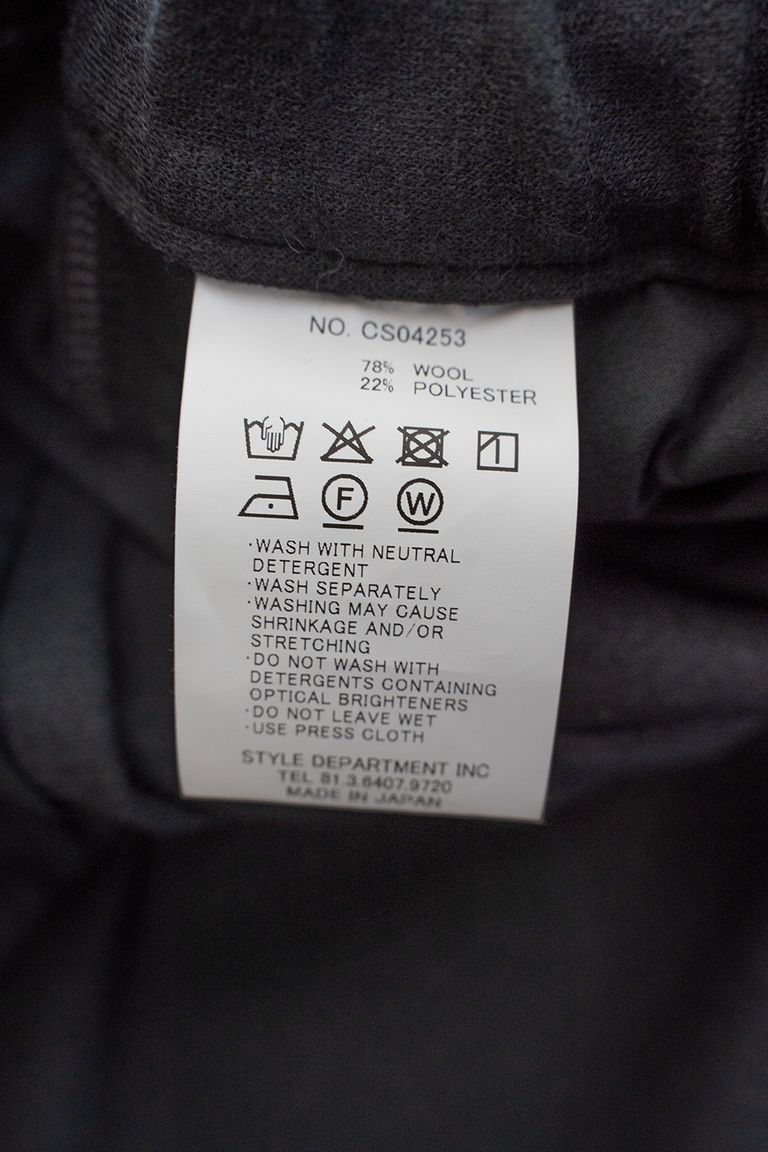 NO. CS04253
78% WOOL
22% POLYESTER
F W
·WASH WITH NEUTRAL
DETERGENT
·WASH SEPARATELY
·WASHING MAY CAUSE
SHRINKAGE AND/OR
STRETCHING
·DO NOT WASH WITH
DETERGENTS CONTAINING
OPTICAL BRIGHTENERS
·DO NOT LEAVE WET
·USE PRESS CLOTH
STYLE DEPARTMENT INC
TEL 81.3.6407.9720
MADE IN JAPAN